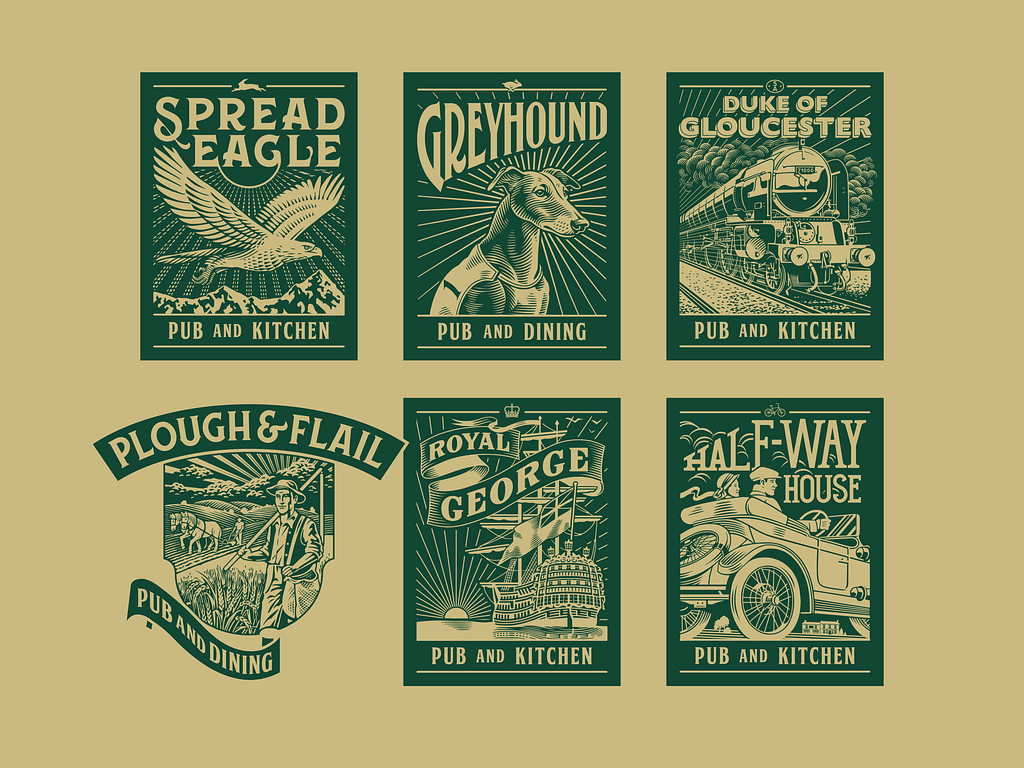 SPREAD
EAGLE
PUB AND KITCHEN
GREYHOUND
PUB AND DINING
DUKE OF
GLOUCESTER
PUB AND KITCHEN
PLOUGH & FLAIL
PUB AND DINING
ROYAL
GEORGE
PUB AND KITCHEN
HALF-WAY
HOUSE
PUB AND KITCHEN